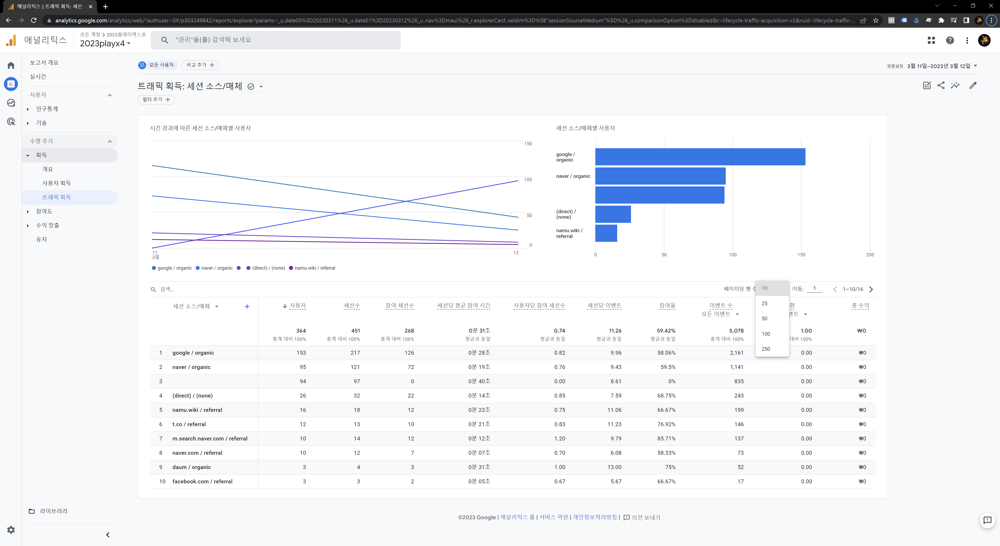 애널리틱스 | 트래픽 획득: 세션
analytics.google.com/analytics/web/?authuser=0#/p303249842/reports/explorer?params=_u.date00%3D20230311%26_u.date01%3D20230312%26_u..nav%3Dmaui%26_r.explorerCard..seldim%3D%5B"sessionSourceMedium"%5D%26_u.comparisonOption%3Ddisabled&r=lifecycle-traffic-acquisition-v2&ruid=lifecycle-traffic-...
애널리틱스
모든 계정 > 2023플레이엑스포
2023playx4
"관리"을(를) 검색해 보세요
보고서 개요
실시간
사용자
인구통계
기술
수명 주기
획득
개요
사용자 획득
트래픽 획득
참여도
수익 창출
유지
라이브러리
모 모든 사용자
비교 추가
맞춤설정 3월 11일~2023년 3월 12일
트래픽 획득: 세션 소스/매체
필터 추가
시간 경과에 따른 세션 소스/매체별 사용자
150
100
50
0
11
3월
12
google / organic naver / organic (direct) / (none) namu.wiki / referral
세션 소스/매체별 사용자
google /
organic
naver / organic
(direct) /
(none)
namu.wiki /
referral
0 50 100 150 200
검색...
페이지당 행 수
10
25
50
100
250
이동: 1
1~10/16
세션 소스/매체 사용자 세션수 참여 세션수 세션당 평균 참여 시간 사용자당 참여 세션수 세션당 이벤트 참여율 이벤트 수 환 총 수익
모든 이벤트 벤트
364 451 268 0분 31초 0.74 11.26 59.42% 5,078 1.00 ₩0
총계 대비 100% 총계 대비 100% 총계 대비 100% 평균과 동일 평균과 동일 평균과 동일 평균과 동일 총계 대비 100% 대비 100%
1 google / organic 153 217 126 0분 28초 0.82 9.96 58.06% 2,161 0.00 ₩0
2 naver / organic 95 121 72 0분 19초 0.76 9.43 59.5% 1,141 0.00 ₩0
3 94 97 0 0분 40초 0.00 8.61 0% 835 0.00 ₩0
4 (direct) / (none) 26 32 22 0분 14초 0.85 7.59 68.75% 243 0.00 ₩0
5 namu.wiki / referral 16 18 12 0분 23초 0.75 11.06 66.67% 199 0.00 ₩0
6 t.co / referral 12 13 10 0분 21초 0.83 11.23 76.92% 146 0.00 ₩0
7 m.search.naver.com / referral 10 14 12 0분 12초 1.20 9.79 85.71% 137 0.00 ₩0
8 naver.com / referral 10 12 7 0분 07초 0.70 6.08 58.33% 73 0.00 ₩0
9 daum / organic 3 4 3 0분 31초 1.00 13.00 75% 52 0.00 ₩0
10 facebook.com / referral 3 3 2 0분 05초 0.67 5.67 66.67% 17 0.00 ₩0
©2023 Google | 애널리틱스 홈 | 서비스 약관 | 개인정보처리방침 | 의견 보내기